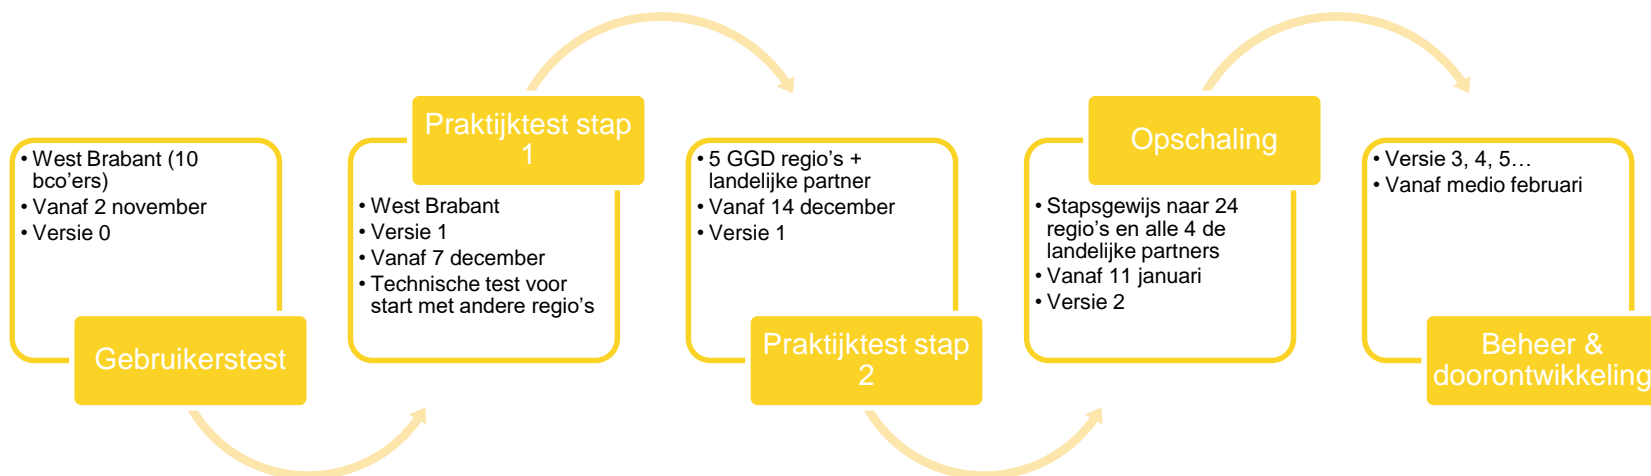 • West Brabant (10
bco'ers)
• Vanaf 2 november
• Versie 0
Gebruikerstest
Praktijktest stap
1
• West Brabant
• Versie 1
• Vanaf 7 december
• Technische test voor
start met andere regio's
• 5 GGD regio's +
landelijke partner
• Vanaf 14 december
• Versie 1
Praktijktest stap
2
Opschaling
• Stapsgewijs naar 24
regio's en alle 4 de
landelijke partners
• Vanaf 11 januari
• Versie 2
• Versie 3, 4, 5…
• Vanaf medio februari
Beheer &
doorontwikkeling